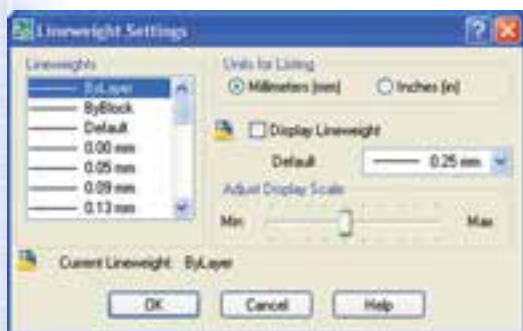 Lineweight Settings
Lineweights
ByLayer
ByBlock
Default
0.00 mm
0.05 mm
0.09 mm
0.13 mm
Units for Listing
Millimeters (mm) Inches (in)
Display Lineweight
Default 0.25 mm
Adjust Display Scale
Min Max
Current Lineweight: ByLayer
OK Cancel Help